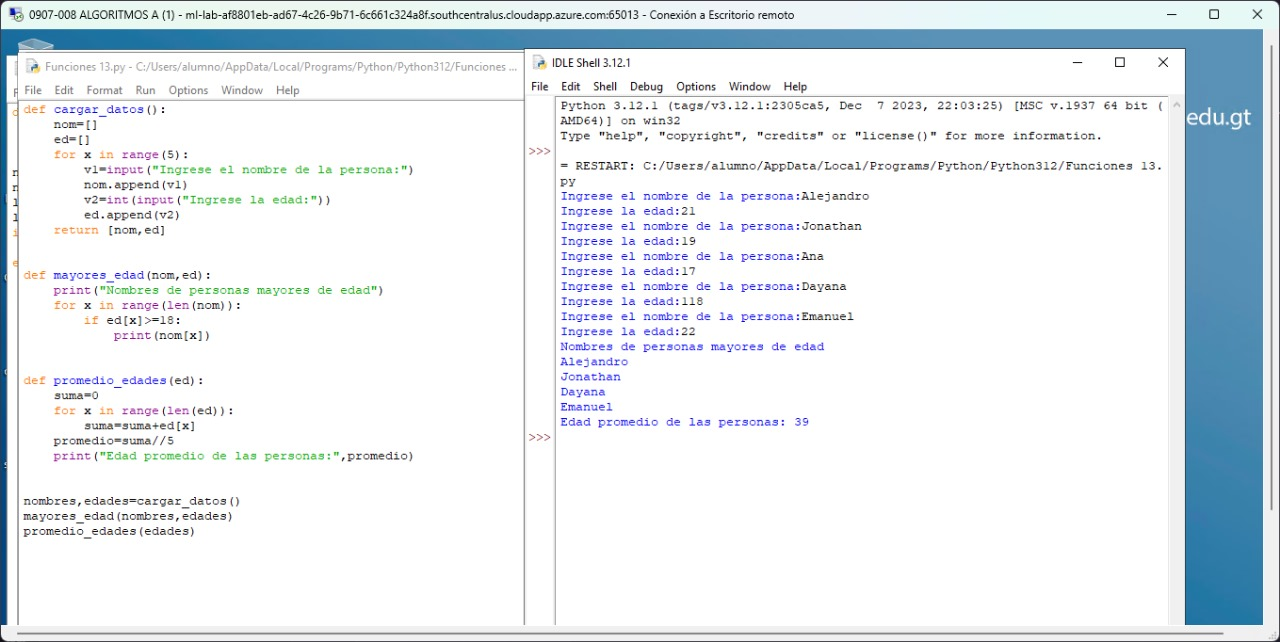 0907-008 ALGORITMOS A (1) - ml-lab-af8801eb-ad67-4c26-9b71-6c661c324a8f.southcentralus.cloudapp.azure.com:65013 - Conexión a Escritorio remoto
Funciones 13.py - C:/Users/alumno/AppData/Local/Programs/Python/Python312/Funciones ...
File Edit Format Run Options Window Help
def cargar_datos():
    nom=[]
    ed=[]
    for x in range(5):
        v1=input("Ingrese el nombre de la persona:")
        nom.append(v1)
        v2=int(input("Ingrese la edad:"))
        ed.append(v2)
    return [nom,ed]
def mayores_edad(nom,ed):
    print("Nombres de personas mayores de edad")
    for x in range(len(nom)):
        if ed[x]>=18:
            print(nom[x])
def promedio_edades(ed):
    suma=0
    for x in range(len(ed)):
        suma=suma+ed[x]
    promedio=suma//5
    print("Edad promedio de las personas:",promedio)
nombres,edades=cargar_datos()
mayores_edad(nombres,edades)
promedio_edades(edades)
IDLE Shell 3.12.1
File Edit Shell Debug Options Window Help
Python 3.12.1 (tags/v3.12.1:2305ca5, Dec  7 2023, 22:03:25) [MSC v.1937 64 bit (
AMD64)] on win32
Type "help", "copyright", "credits" or "license()" for more information.
>>>
= RESTART: C:/Users/alumno/AppData/Local/Programs/Python/Python312/Funciones 13.
py
Ingrese el nombre de la persona:Alejandro
Ingrese la edad:21
Ingrese el nombre de la persona:Jonathan
Ingrese la edad:19
Ingrese el nombre de la persona:Ana
Ingrese la edad:17
Ingrese el nombre de la persona:Dayana
Ingrese la edad:118
Ingrese el nombre de la persona:Emanuel
Ingrese la edad:22
Nombres de personas mayores de edad
Alejandro
Jonathan
Dayana
Emanuel
Edad promedio de las personas: 39
>>>
edu.gt